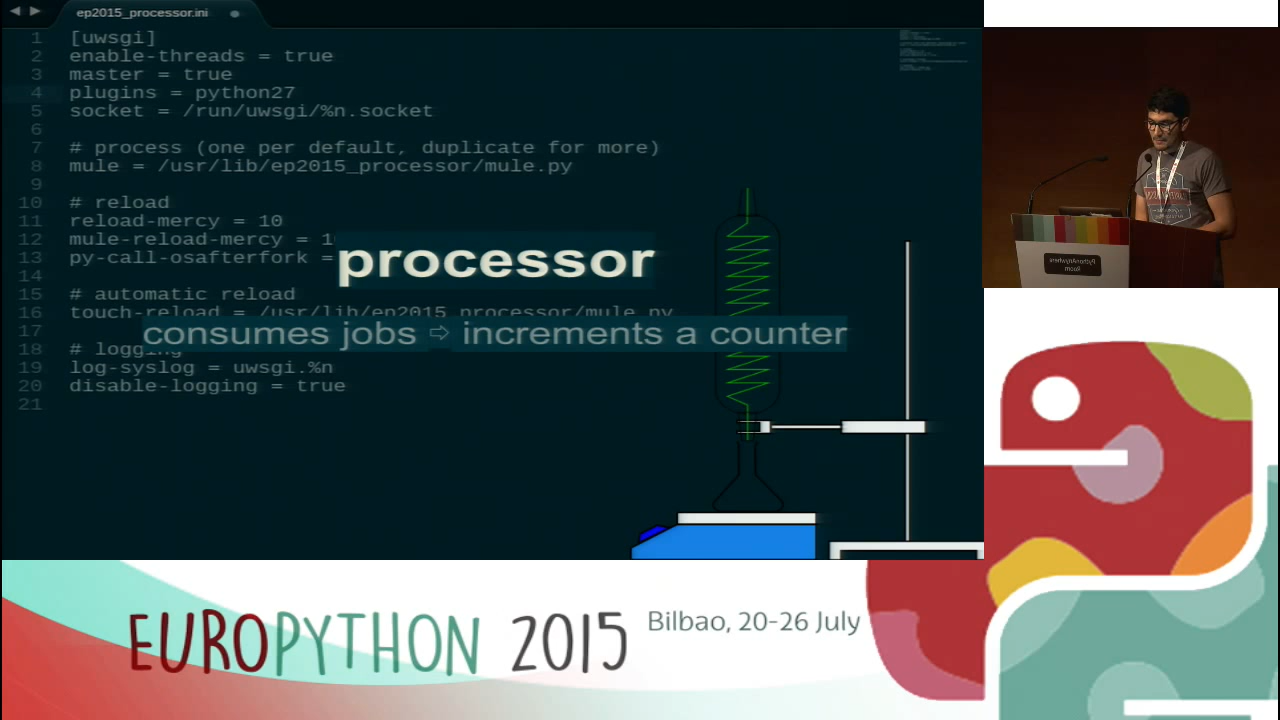 ep2015_processor.ini
1 [uwsgi]
2 enable-threads = true
3 master = true
4 plugins = python27
5 socket = /run/uwsgi/%n.socket
6
7 # process (one per default, duplicate for more)
8 mule = /usr/lib/ep2015_processor/mule.py
9
10 # reload
11 reload-mercy = 10
12 mule-reload-mercy = 1
13 py-call-osafterfork =
14
15 # automatic reload
16 touch-reload = /usr/lib/ep2015_processor/mule.py
17
18 # logging
19 log-syslog = uwsgi.%n
20 disable-logging = true
21
processor
consumes jobs ⇨ increments a counter
PythonAnywhere
Room
EUROPYTHON 2015
Bilbao, 20-26 July